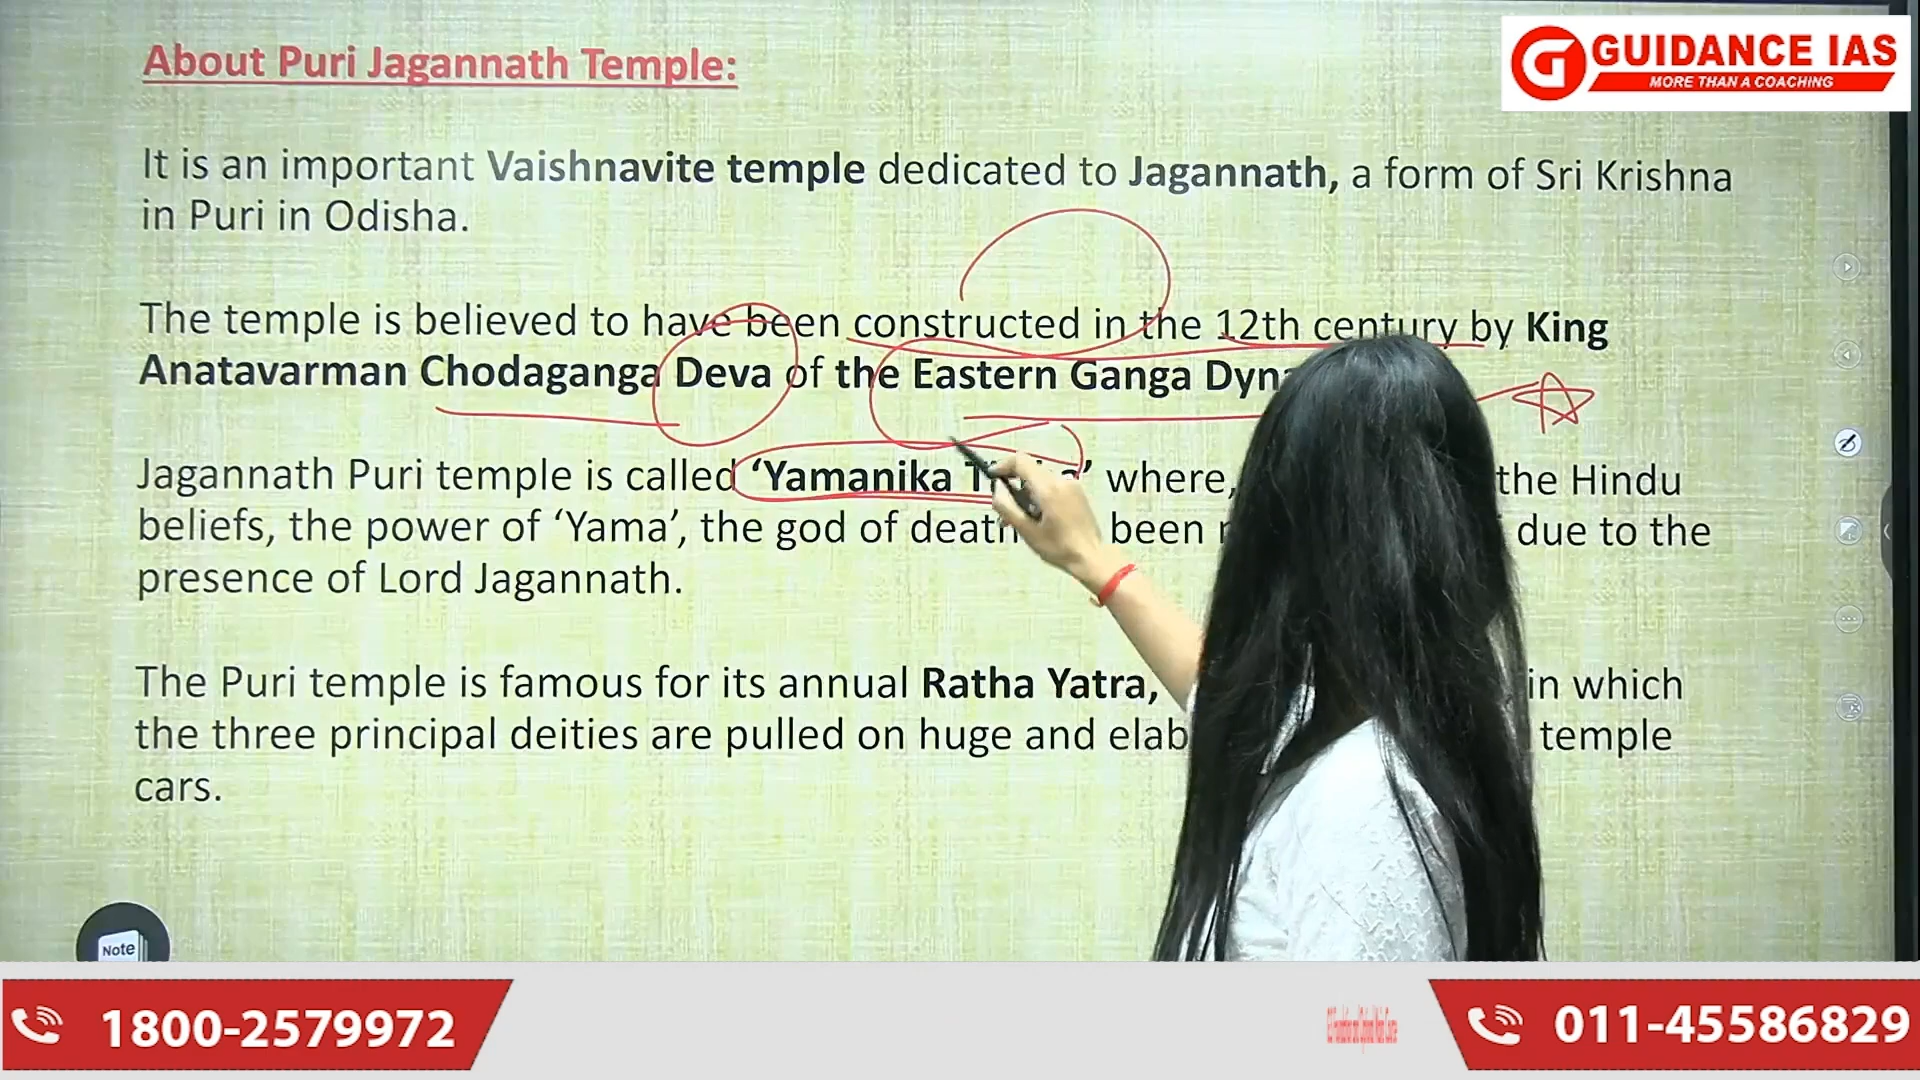 About Puri Jagannath Temple:
GUIDANCE IAS
MORE THAN A COACHING
It is an important Vaishnavite temple dedicated to Jagannath, a form of Sri Krishna
in Puri in Odisha.
The temple is believed to have been constructed in the 12th century by King
Anatavarman Chodaganga Deva of the Eastern Ganga
Jagannath Puri temple is called ‘Yamanika where, the Hindu
beliefs, the power of ‘Yama’, the god of death been due to the
presence of Lord Jagannath.
The Puri temple is famous for its annual Ratha Yatra, in which
the three principal deities are pulled on huge and temple
cars.
Note
1800-2579972
011-45586829